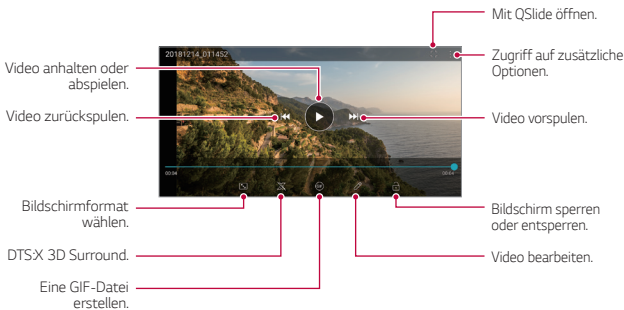 Mit QSlide öffnen.
20181214_011452
Zugriff auf zusätzliche
Optionen.
Video anhalten oder
abspielen.
Video zurückspulen.
Video vorspulen.
00:04
00:04
GIF
Bildschirmformat
wählen.
Bildschirm sperren
oder entsperren.
DTS:X 3D Surround.
Video bearbeiten.
Eine GIF-Datei
erstellen.